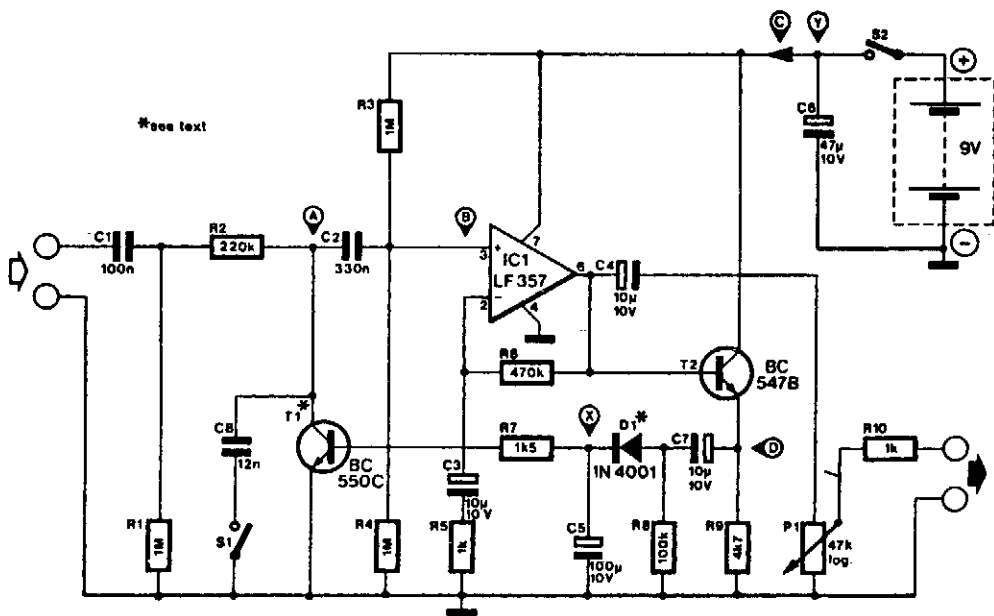 C
Y
S2
+
C6
47µ
10V
9V
−
R3
1M
*see text
A
B
C1
100n
R2
220k
C2
330n
3
+
7
IC1
LF 357
6
2
−
4
C4
10µ
10V
R6
470k
T2
BC
547B
T1*
BC
550C
C8
12n
R7
1k5
X
D1*
1N 4001
C7
10µ
10V
D
R10
1k
C3
10µ
10V
R1
1M
S1
R4
1M
R5
1k
C5
100µ
10V
R8
100k
R9
4k7
P1
47k
log.